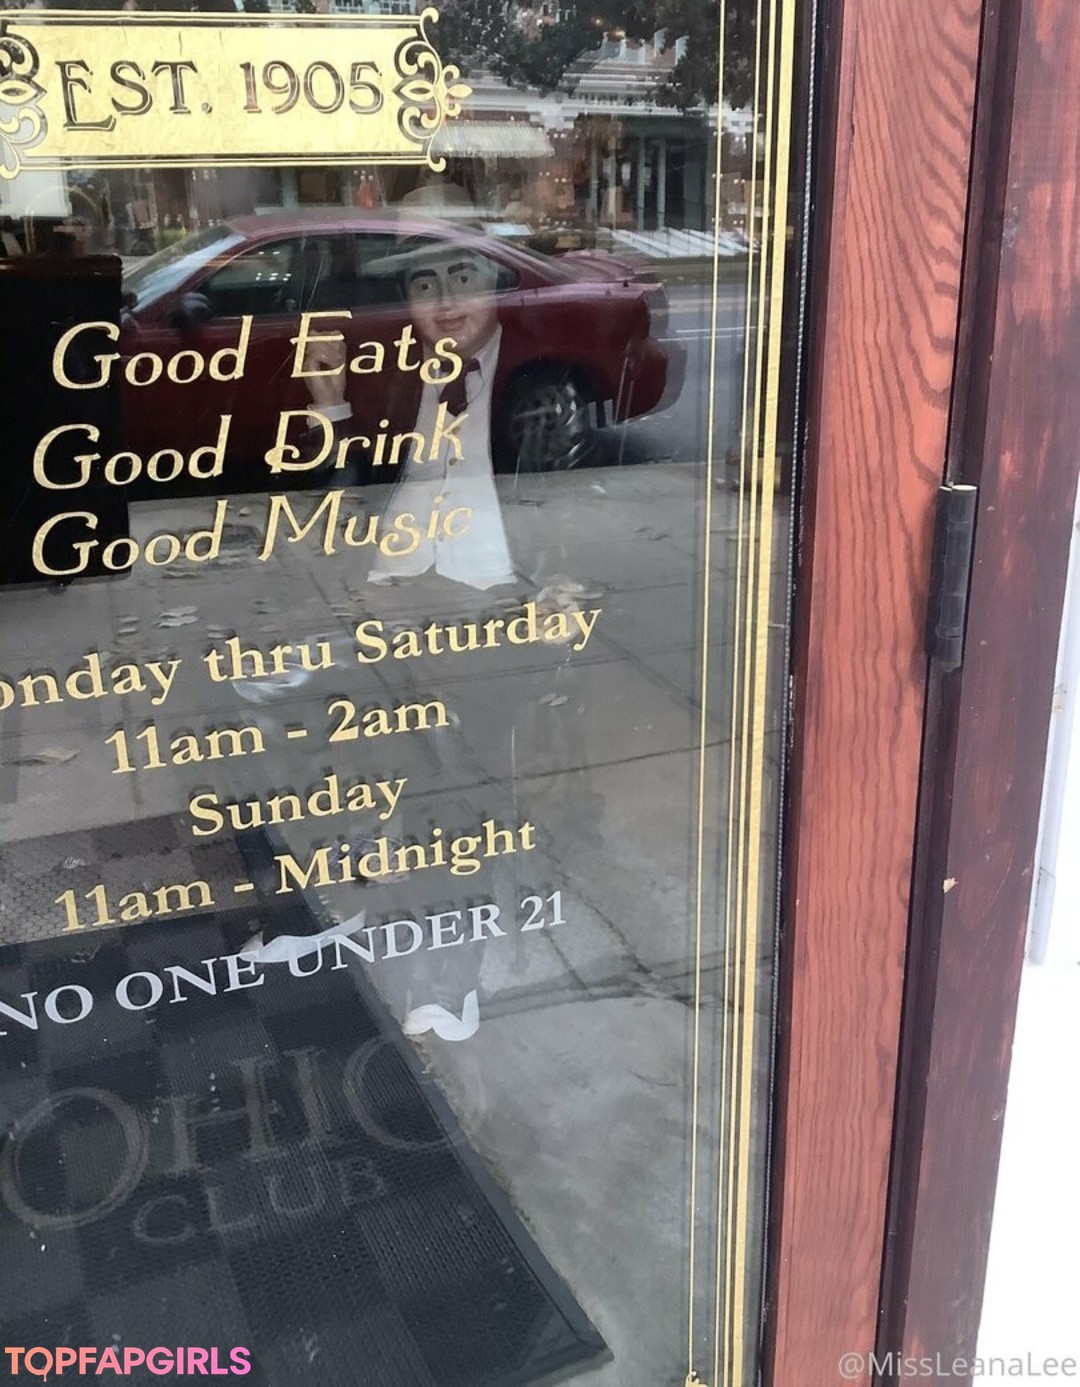 EST. 1905
Good Eats
Good Drink
Good Music
onday thru Saturday
11am - 2am
Sunday
11am - Midnight
NO ONE UNDER 21
OHIO
CLUB
TOPFAPGIRLS
@MissLeanaLee